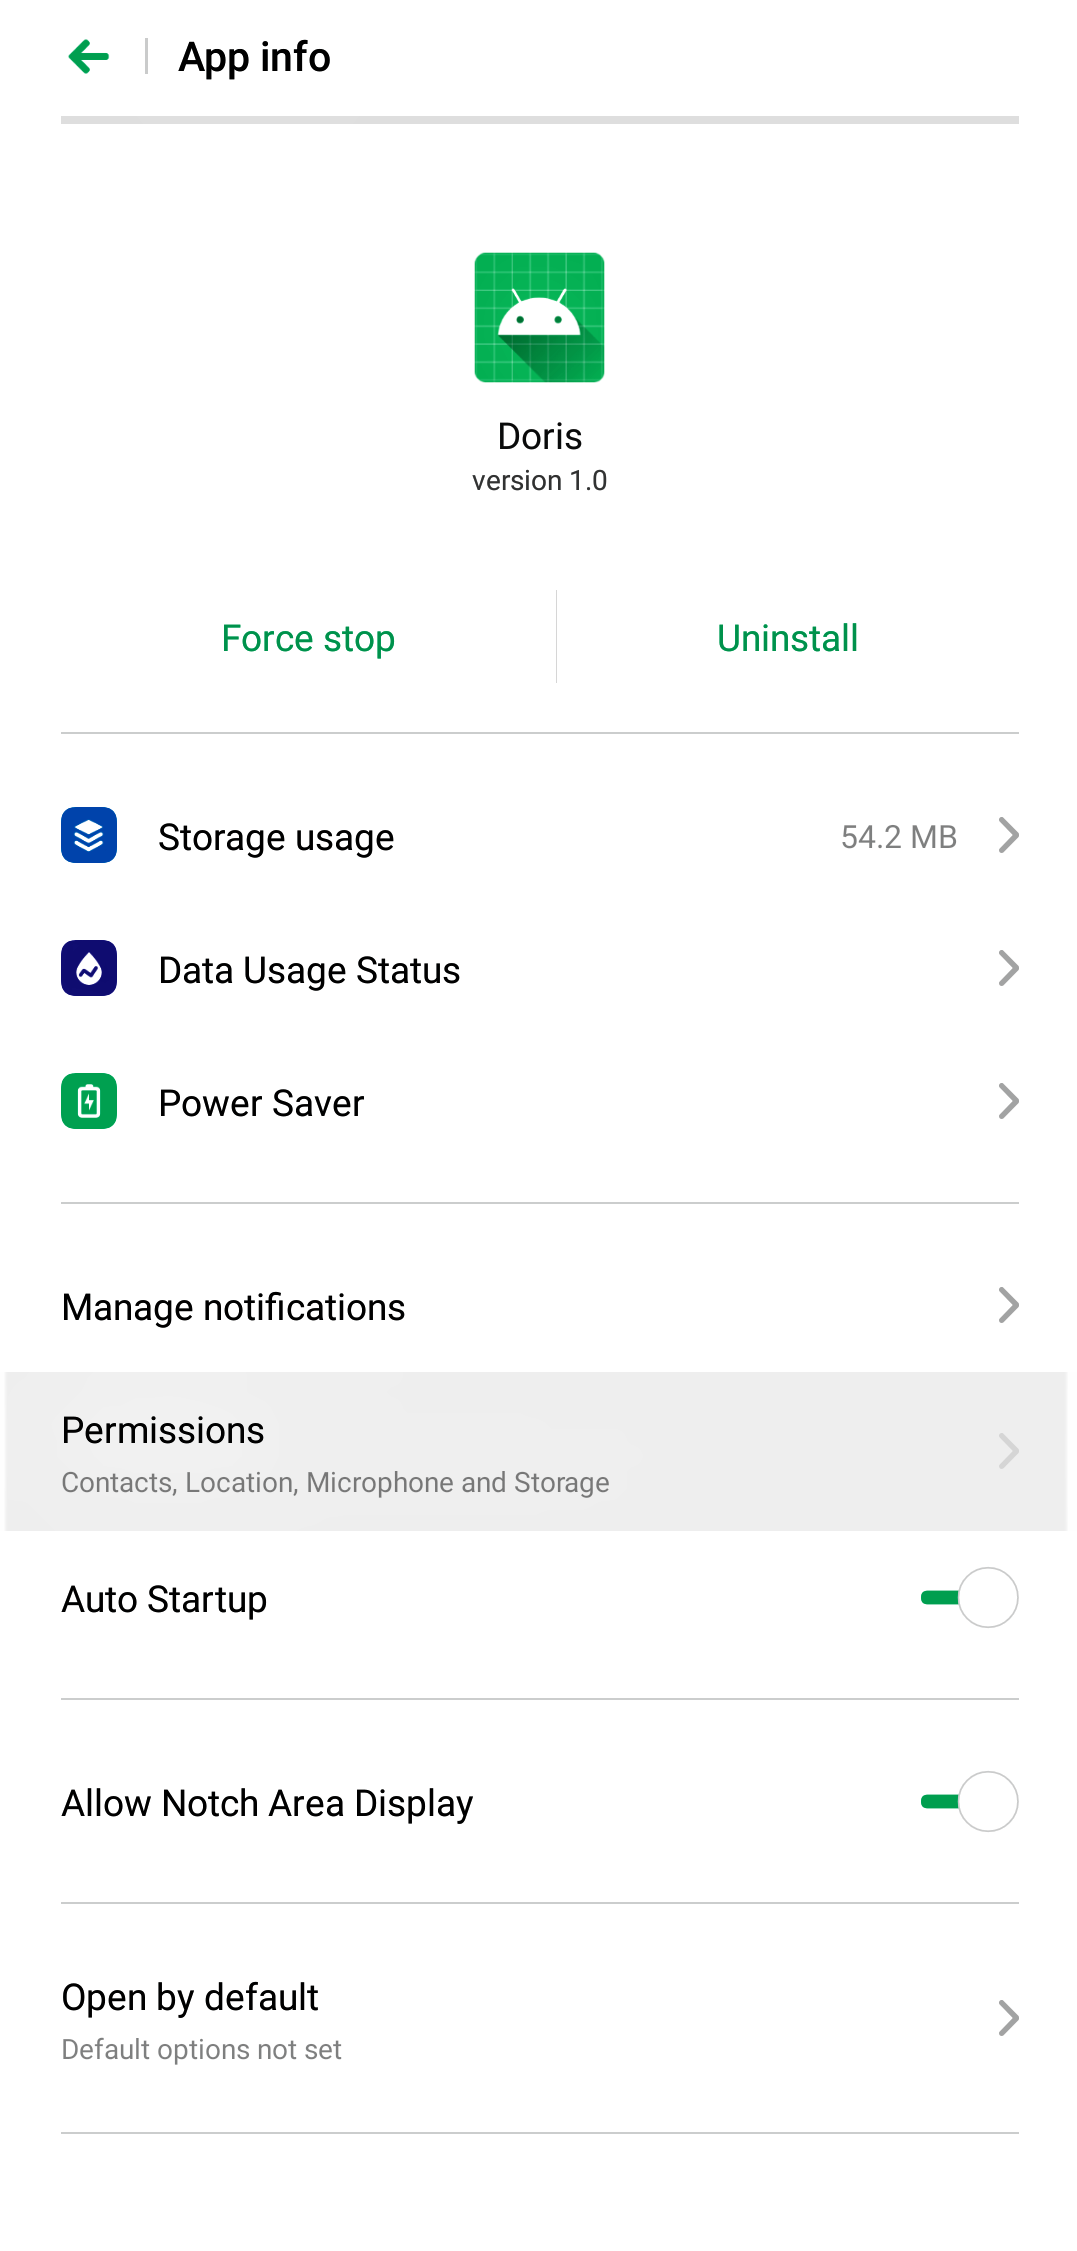 App info
Doris
version 1.0
Force stop
Uninstall
Storage usage 54.2 MB
Data Usage Status
Power Saver
Manage notifications
Permissions
Contacts, Location, Microphone and Storage
Auto Startup
Allow Notch Area Display
Open by default
Default options not set